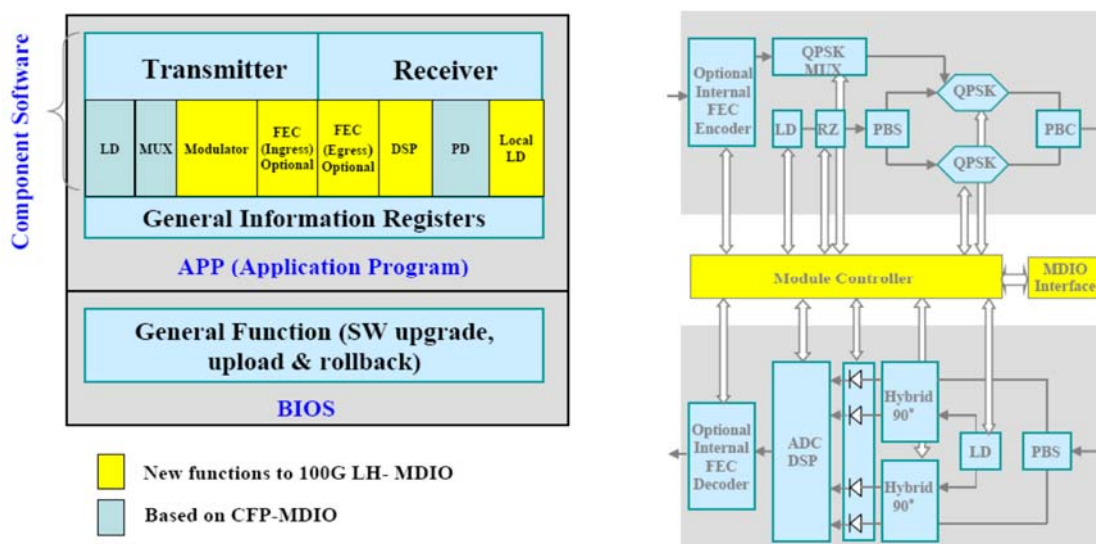 Component Software
Transmitter
Receiver
LD
MUX
Modulator
FEC
(Ingress)
Optional
FEC
(Egress)
Optional
DSP
PD
Local
LD
General Information Registers
APP (Application Program)
General Function (SW upgrade,
upload & rollback)
BIOS
New functions to 100G LH- MDIO
Based on CFP-MDIO
Optional
Internal
FEC
Encoder
QPSK
MUX
LD
RZ
PBS
QPSK
QPSK
PBC
Module Controller
MDIO
Interface
Optional
Internal
FEC
Decoder
ADC
DSP
Hybrid
90°
Hybrid
90°
LD
PBS